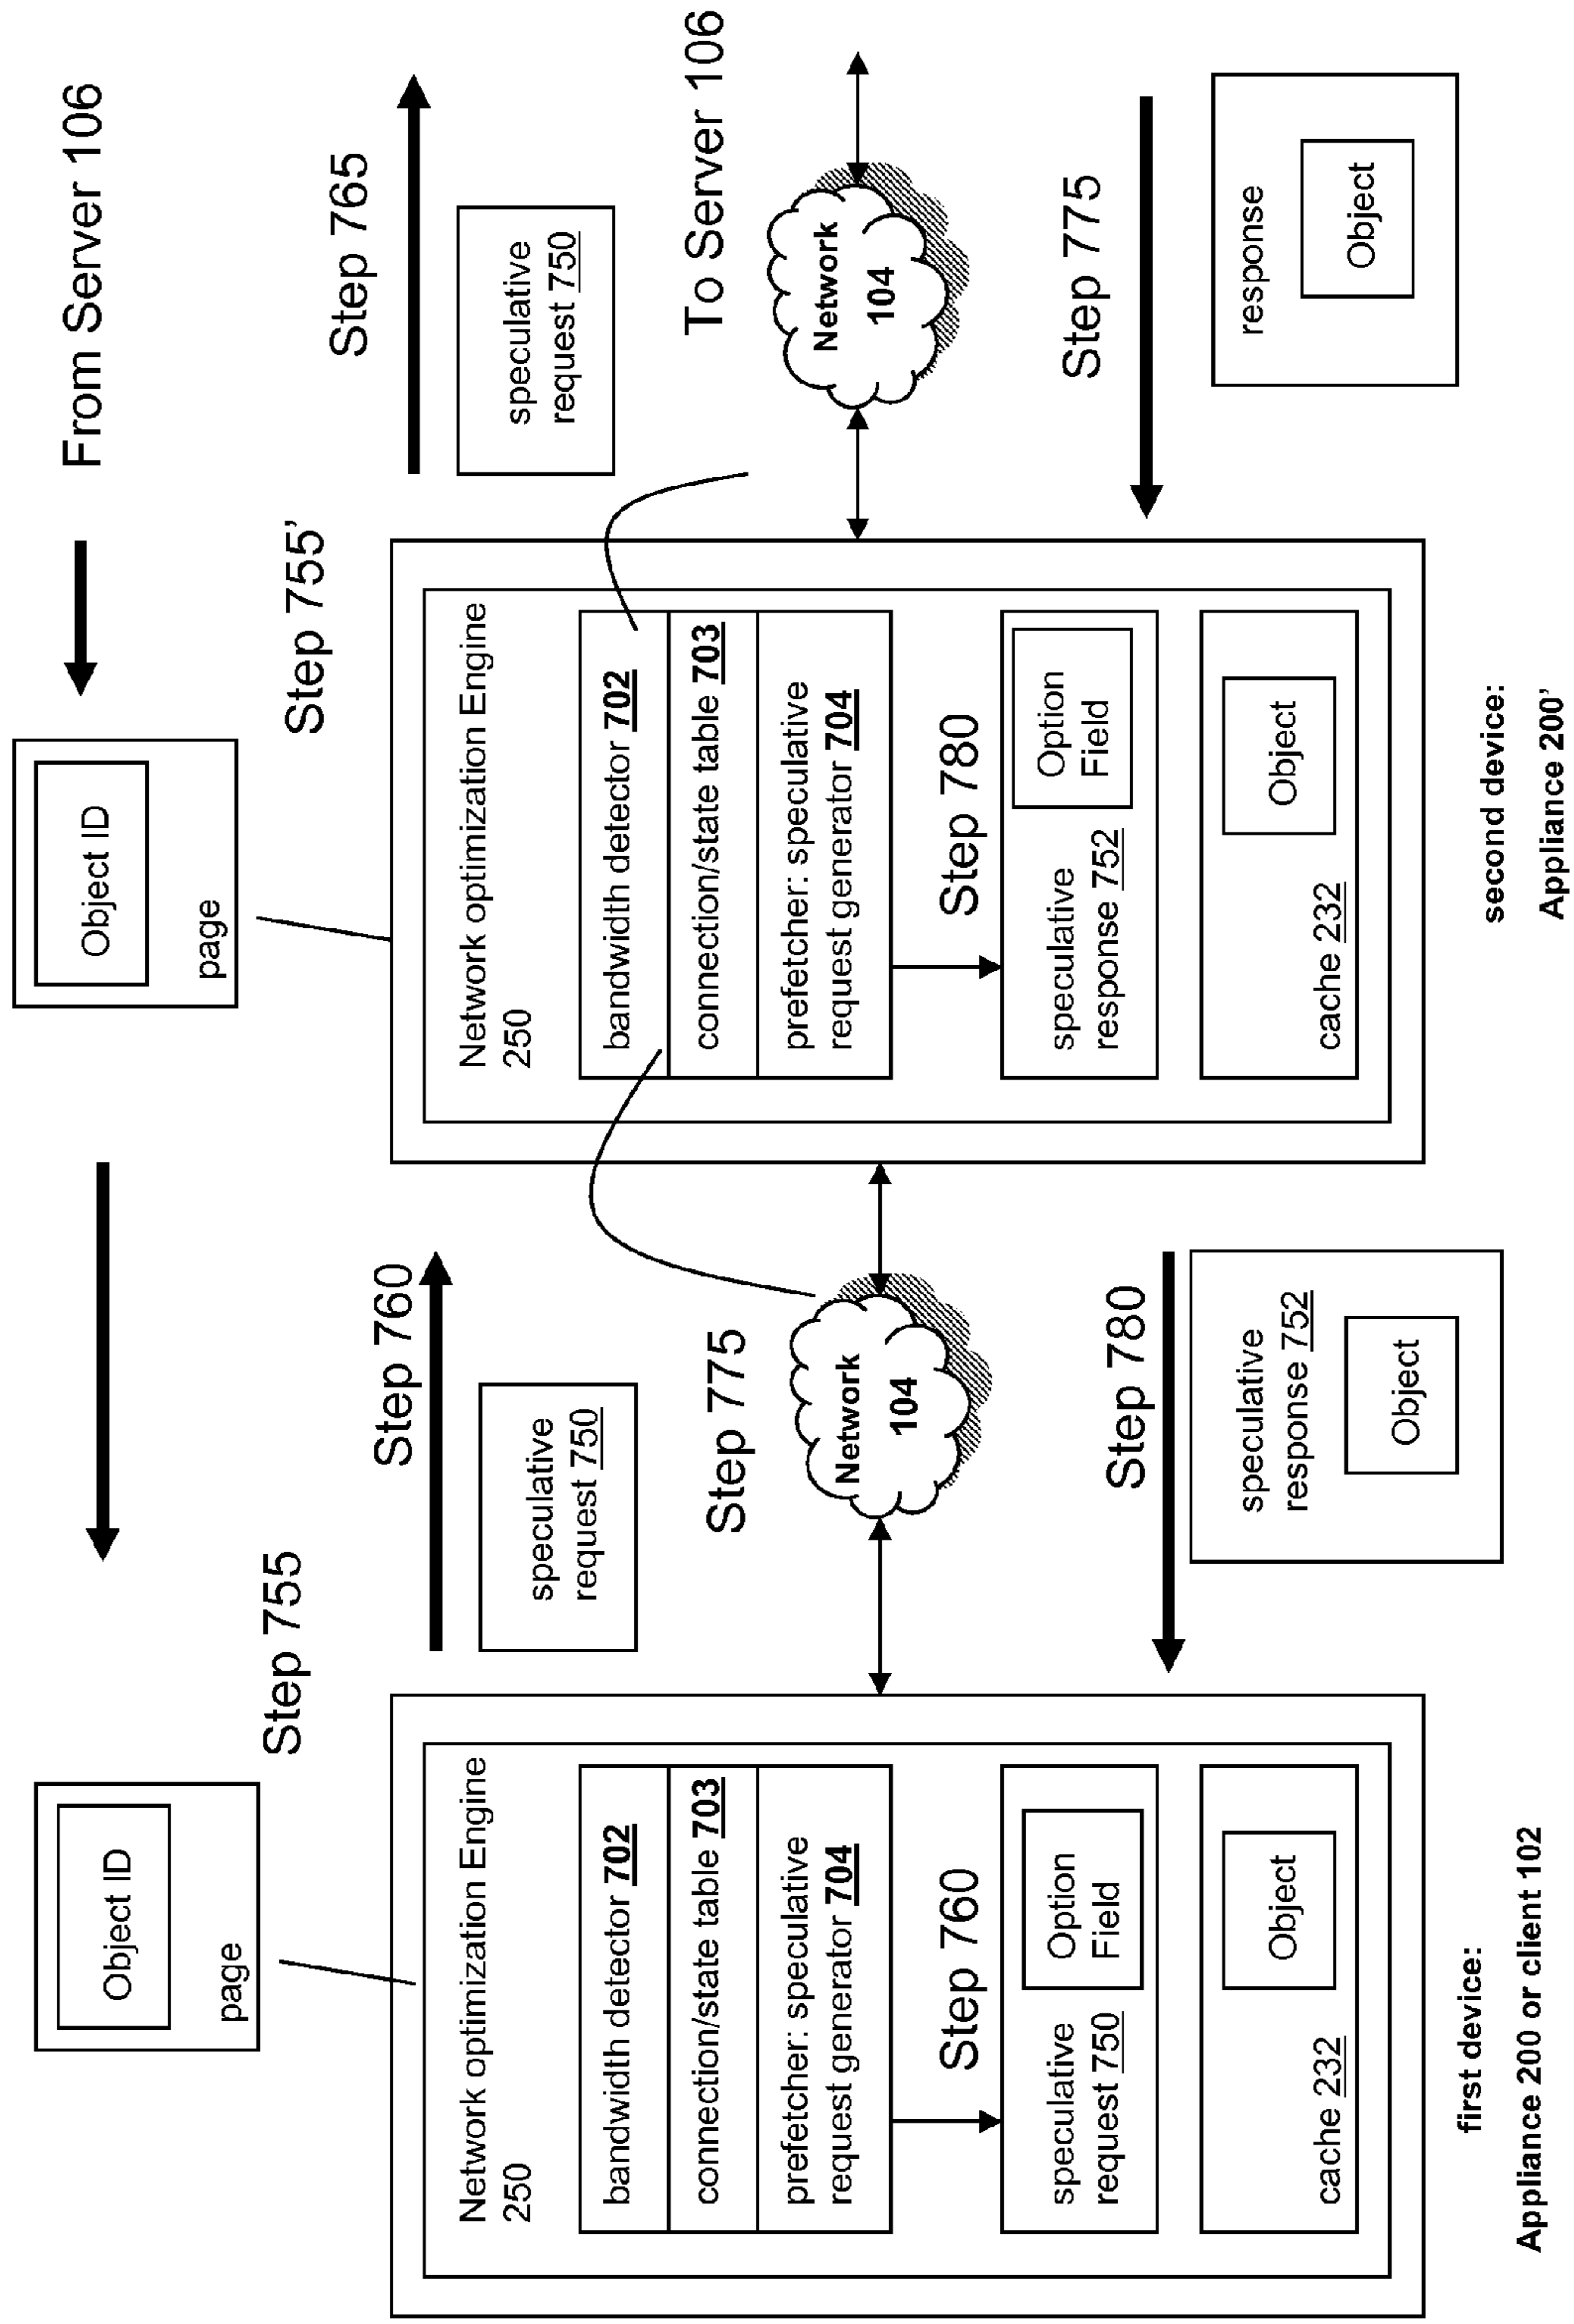 From Server 106
Object ID
page
Step 755'
Step 765
speculative
request 750
To Server 106
Network
104
Step 775
response
Object
Network optimization Engine
250
bandwidth detector 702
connection/state table 703
prefetcher: speculative
request generator 704
Step 780
speculative
response 752
Option
Field
cache 232
Object
second device:
Appliance 200'
Object ID
page
Step 755
Step 760
speculative
request 750
Step 775
Network
104
Step 780
speculative
response 752
Object
Network optimization Engine
250
bandwidth detector 702
connection/state table 703
prefetcher: speculative
request generator 704
Step 760
speculative
request 750
Option
Field
cache 232
Object
first device:
Appliance 200 or client 102